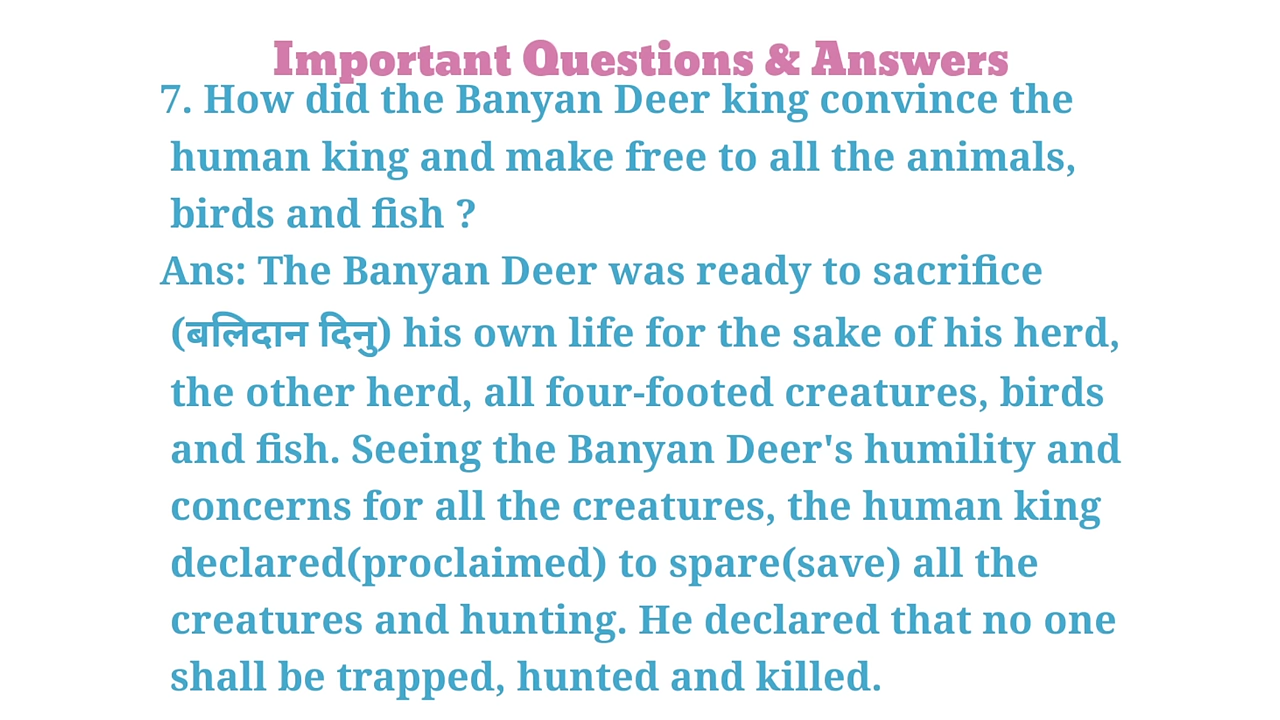 Important Questions & Answers
7. How did the Banyan Deer king convince the
human king and make free to all the animals,
birds and fish ?
Ans: The Banyan Deer was ready to sacrifice
(बलिदान दिनु) his own life for the sake of his herd,
the other herd, all four-footed creatures, birds
and fish. Seeing the Banyan Deer's humility and
concerns for all the creatures, the human king
declared(proclaimed) to spare(save) all the
creatures and hunting. He declared that no one
shall be trapped, hunted and killed.